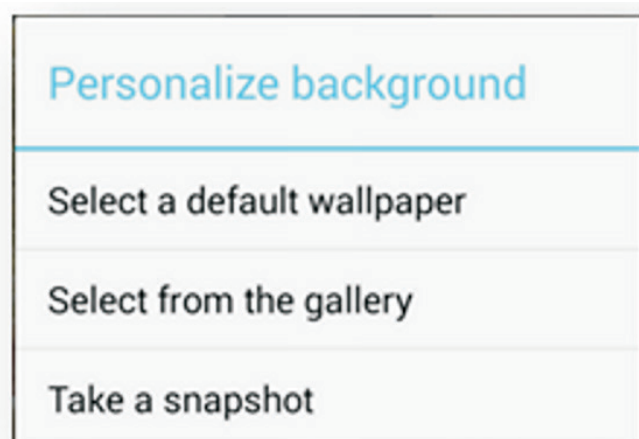 Personalize background
Select a default wallpaper
Select from the gallery
Take a snapshot